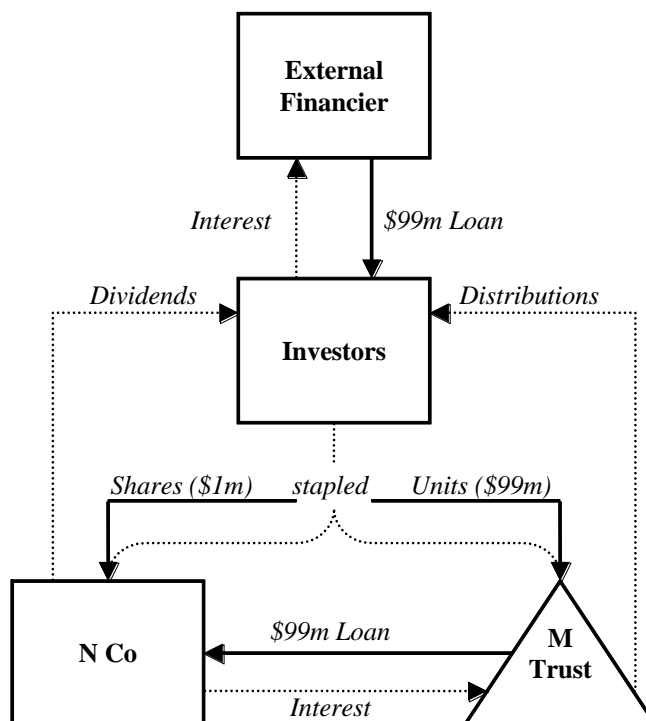 External
Financier
Interest
$99m Loan
Dividends
Distributions
Investors
Shares ($1m)
stapled
Units ($99m)
$99m Loan
N Co
M
Trust
Interest